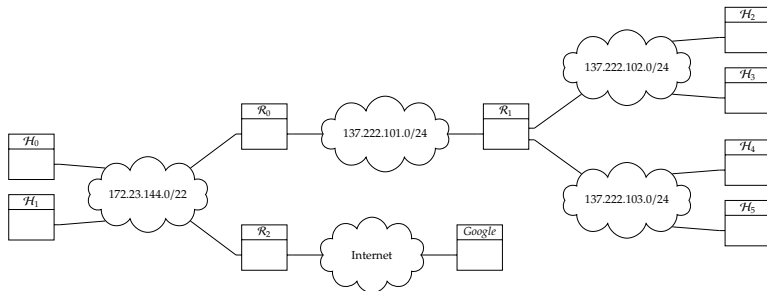 H2
137.222.102.0/24
H3
R0
R1
137.222.101.0/24
H0
H4
172.23.144.0/22
137.222.103.0/24
H1
H5
R2
Google
Internet